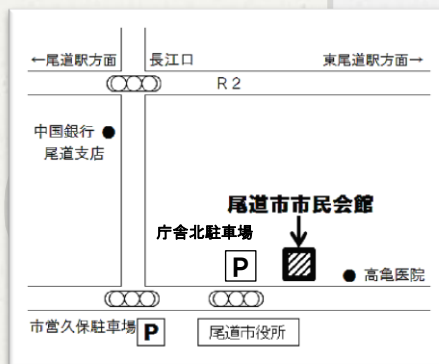 ←尾道駅方面
長江口
東尾道駅方面→
R2
中国銀行
尾道支店
尾道市市民会館
庁舎北駐車場
P
高亀医院
市営久保駐車場
P
尾道市役所